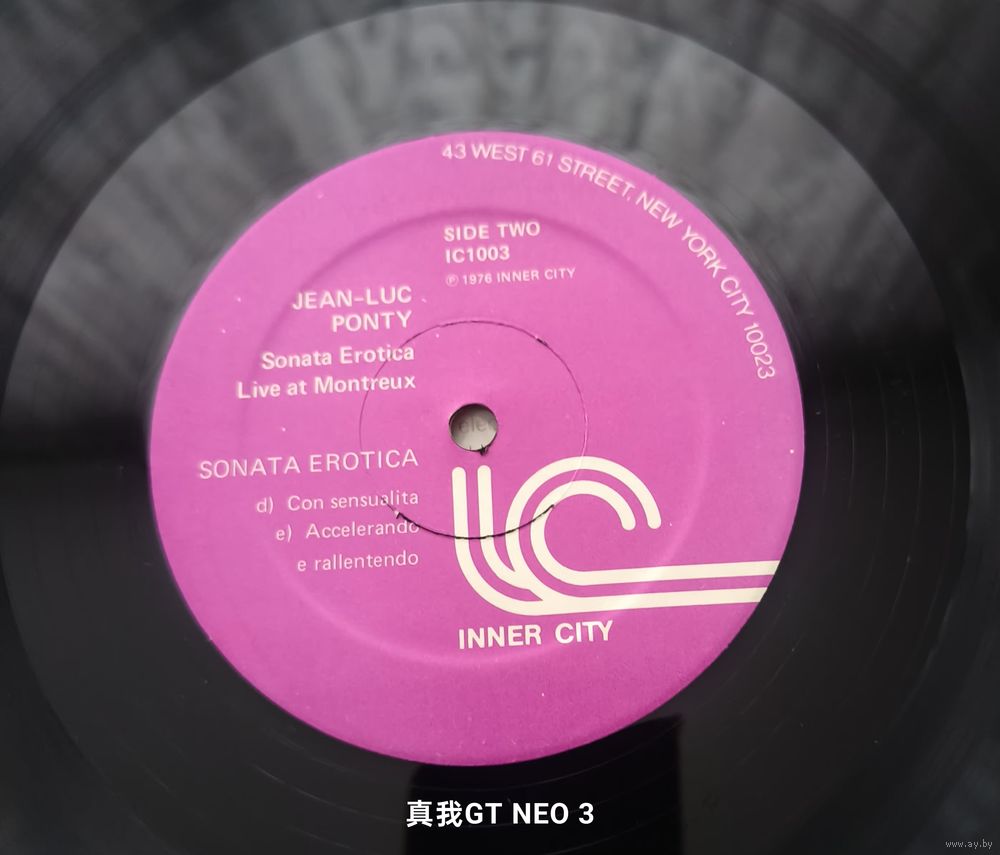 43 WEST 61 STREET, NEW YORK CITY 10023
SIDE TWO
IC1003
℗ 1976 INNER CITY
JEAN-LUC
PONTY
Sonata Erotica
Live at Montreux
SONATA EROTICA
d) Con sensualita
e) Accelerando
e rallentendo
IC
INNER CITY
真我GT NEO 3
www.ay.by